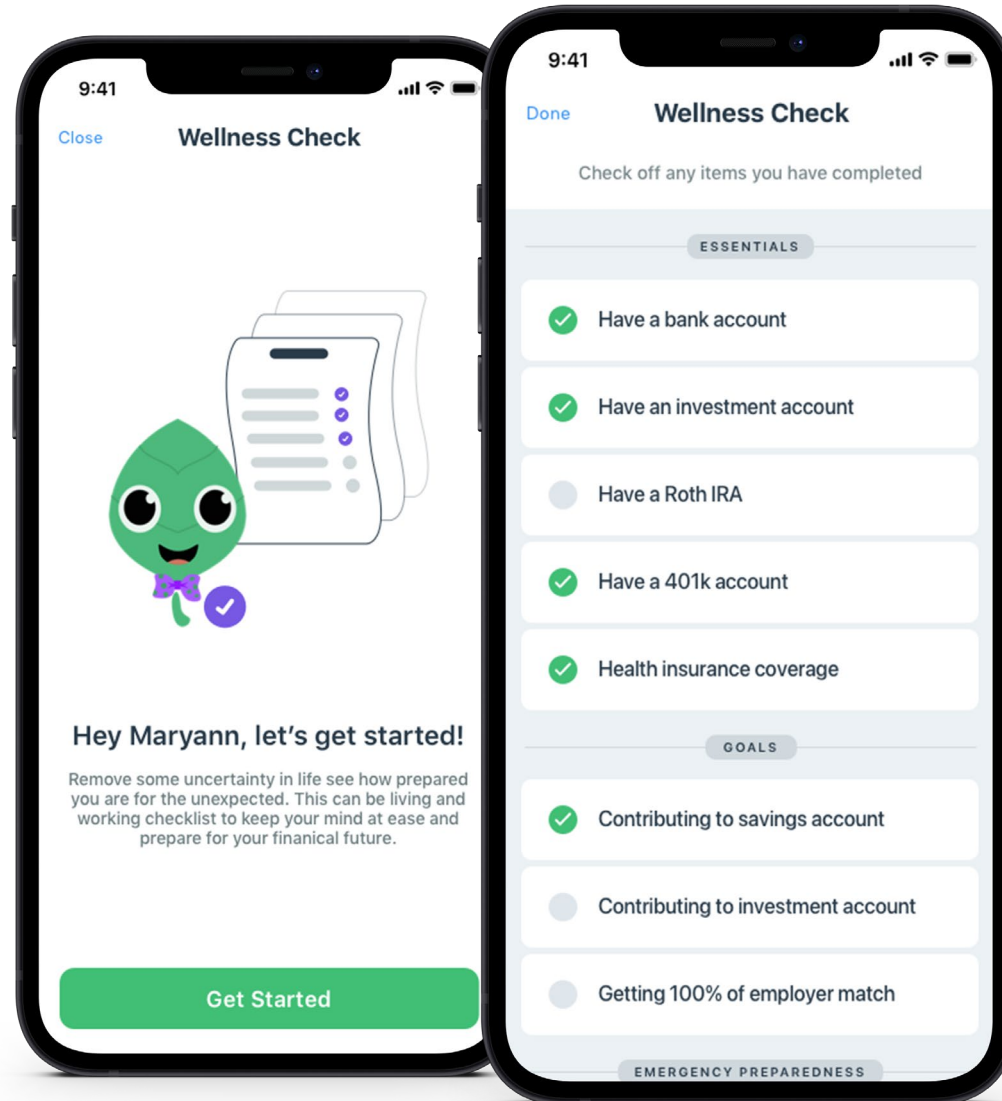 9:41
Close
Wellness Check
Hey Maryann, let's get started!
Remove some uncertainty in life see how prepared
you are for the unexpected. This can be living and
working checklist to keep your mind at ease and
prepare for your finanical future.
Get Started
9:41
Done
Wellness Check
Check off any items you have completed
ESSENTIALS
Have a bank account
Have an investment account
Have a Roth IRA
Have a 401k account
Health insurance coverage
GOALS
Contributing to savings account
Contributing to investment account
Getting 100% of employer match
EMERGENCY PREPAREDNESS